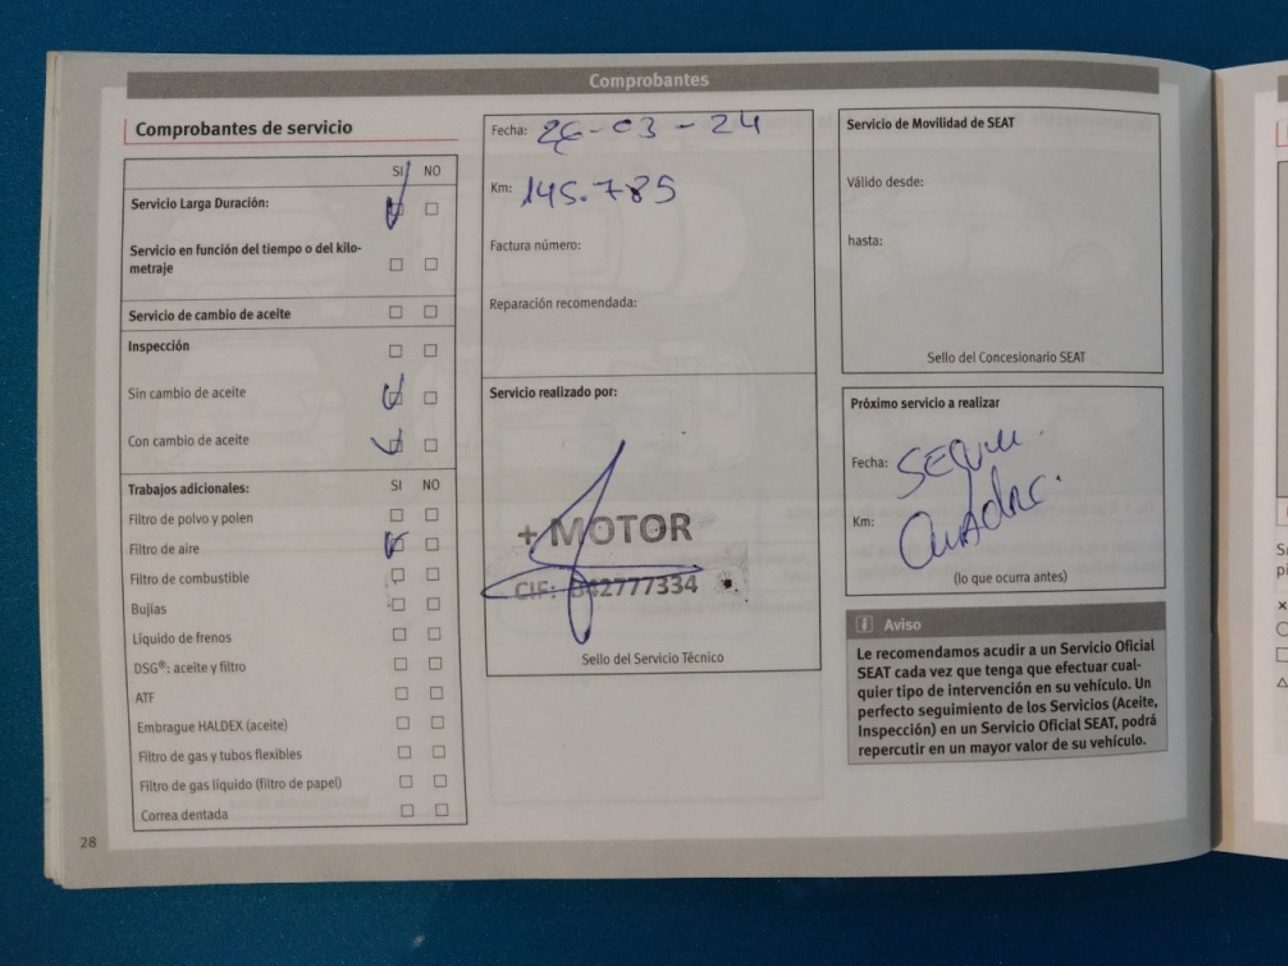 Comprobantes
Comprobantes de servicio
SI NO
Servicio Larga Duración:
Servicio en función del tiempo o del kilo-
metraje
Servicio de cambio de aceite
Inspección
Sin cambio de aceite
Con cambio de aceite
Trabajos adicionales: SI NO
Filtro de polvo y polen
Filtro de aire
Filtro de combustible
Bujías
Líquido de frenos
DSG®: aceite y filtro
ATF
Embrague HALDEX (aceite)
Filtro de gas y tubos flexibles
Filtro de gas líquido (filtro de papel)
Correa dentada
28
Fecha: 26-03-24
Km: 145.785
Factura número:
Reparación recomendada:
Servicio realizado por:
+ MOTOR
CIF: B42777334
Sello del Servicio Técnico
Servicio de Movilidad de SEAT
Válido desde:
hasta:
Sello del Concesionario SEAT
Próximo servicio a realizar
Fecha: SEGUN
Km: CUADRO.
(lo que ocurra antes)
i Aviso
Le recomendamos acudir a un Servicio Oficial
SEAT cada vez que tenga que efectuar cual-
quier tipo de intervención en su vehículo. Un
perfecto seguimiento de los Servicios (Aceite,
Inspección) en un Servicio Oficial SEAT, podrá
repercutir en un mayor valor de su vehículo.